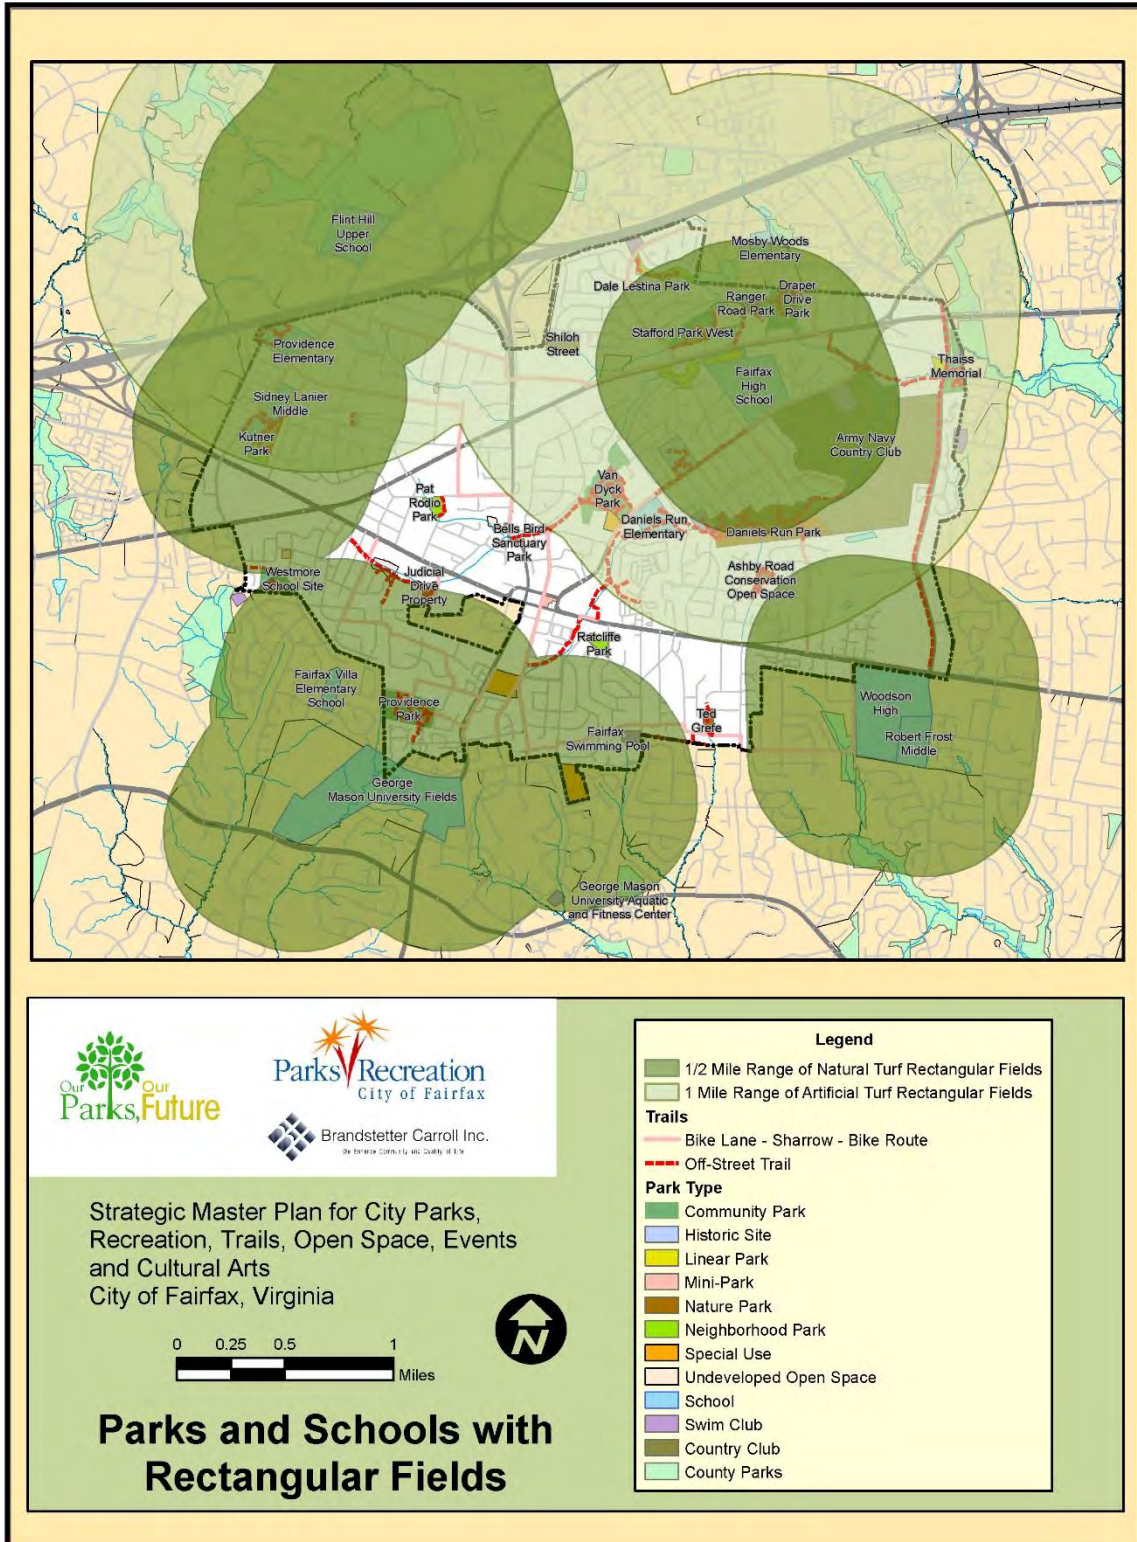 Flint Hill
Upper
School
Mosby Woods
Elementary
Dale Lestina Park
Ranger
Road Park
Draper
Drive
Park
Stafford Park West
Shiloh
Street
Providence
Elementary
Thaiss
Memorial
Fairfax
High
School
Sidney Lanier
Middle
Kutner
Park
Army Navy
Country Club
Pat
Rodio
Park
Van
Dyck
Park
Bells Bird
Sanctuary
Park
Daniels Run
Elementary
Daniels Run Park
Westmore
School Site
Judicial
Drive
Property
Ashby Road
Conservation
Open Space
Ratcliffe
Park
Fairfax Villa
Elementary
School
Providence
Park
Fairfax
Swimming Pool
Ted
Grefe
Woodson
High
Robert Frost
Middle
George
Mason University Fields
George Mason
University Aquatic
and Fitness Center
Our
Parks,
Our
Future
Parks Recreation
City of Fairfax
Brandstetter Carroll Inc.
We Enhance Community and Quality of Life
Strategic Master Plan for City Parks,
Recreation, Trails, Open Space, Events
and Cultural Arts
City of Fairfax, Virginia
0 0.25 0.5 1
Miles
N
Parks and Schools with
Rectangular Fields
Legend
1/2 Mile Range of Natural Turf Rectangular Fields
1 Mile Range of Artificial Turf Rectangular Fields
Trails
Bike Lane - Sharrow - Bike Route
Off-Street Trail
Park Type
Community Park
Historic Site
Linear Park
Mini-Park
Nature Park
Neighborhood Park
Special Use
Undeveloped Open Space
School
Swim Club
Country Club
County Parks